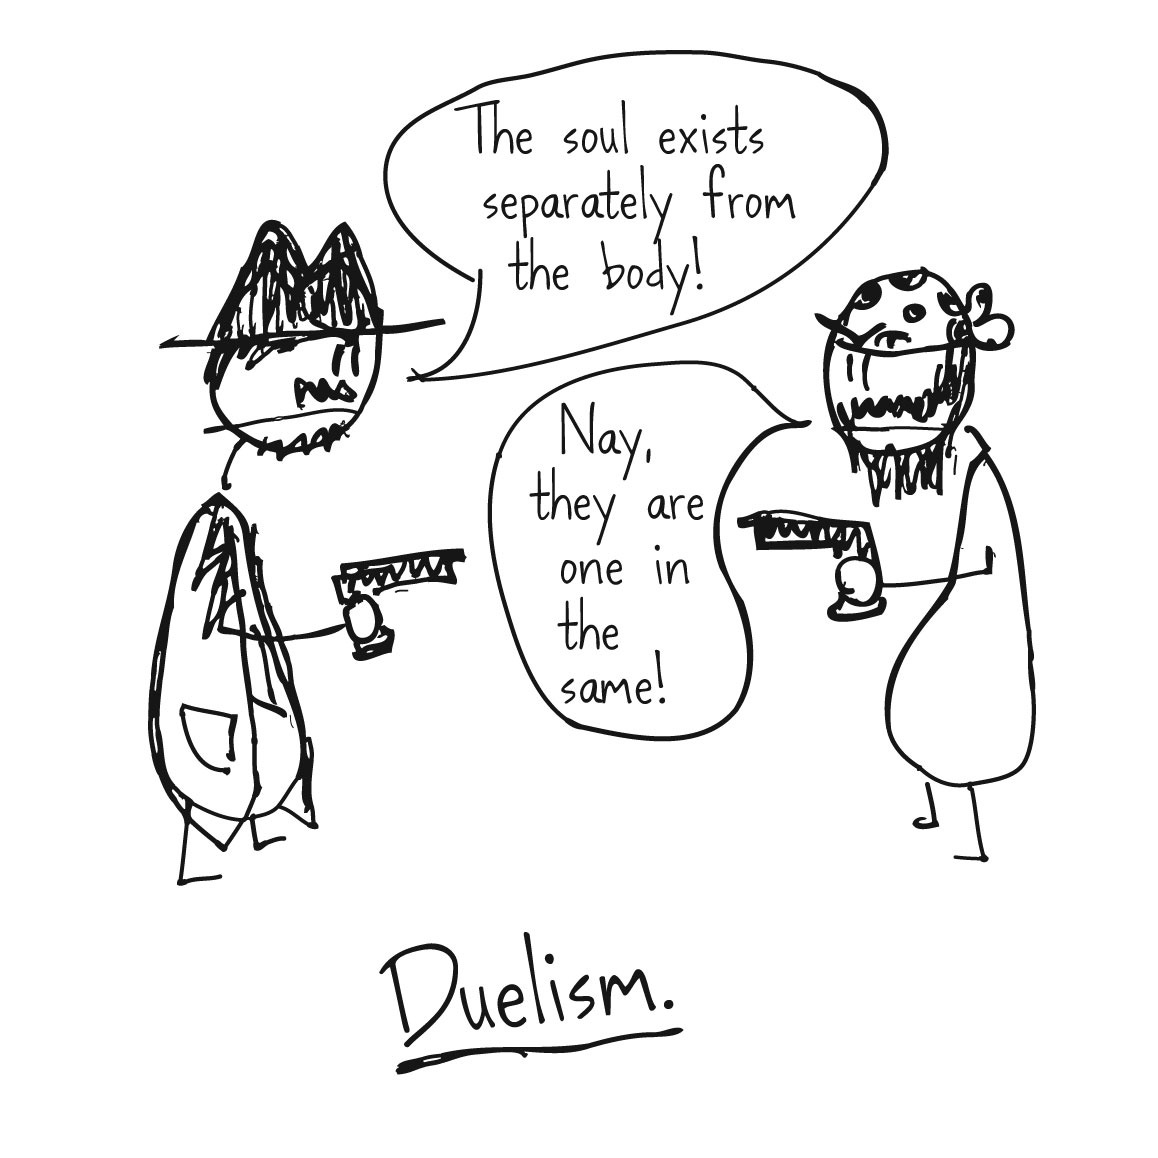 The soul exists
separately from
the body!
Nay,
they are
one in
the
same!
Duelism.